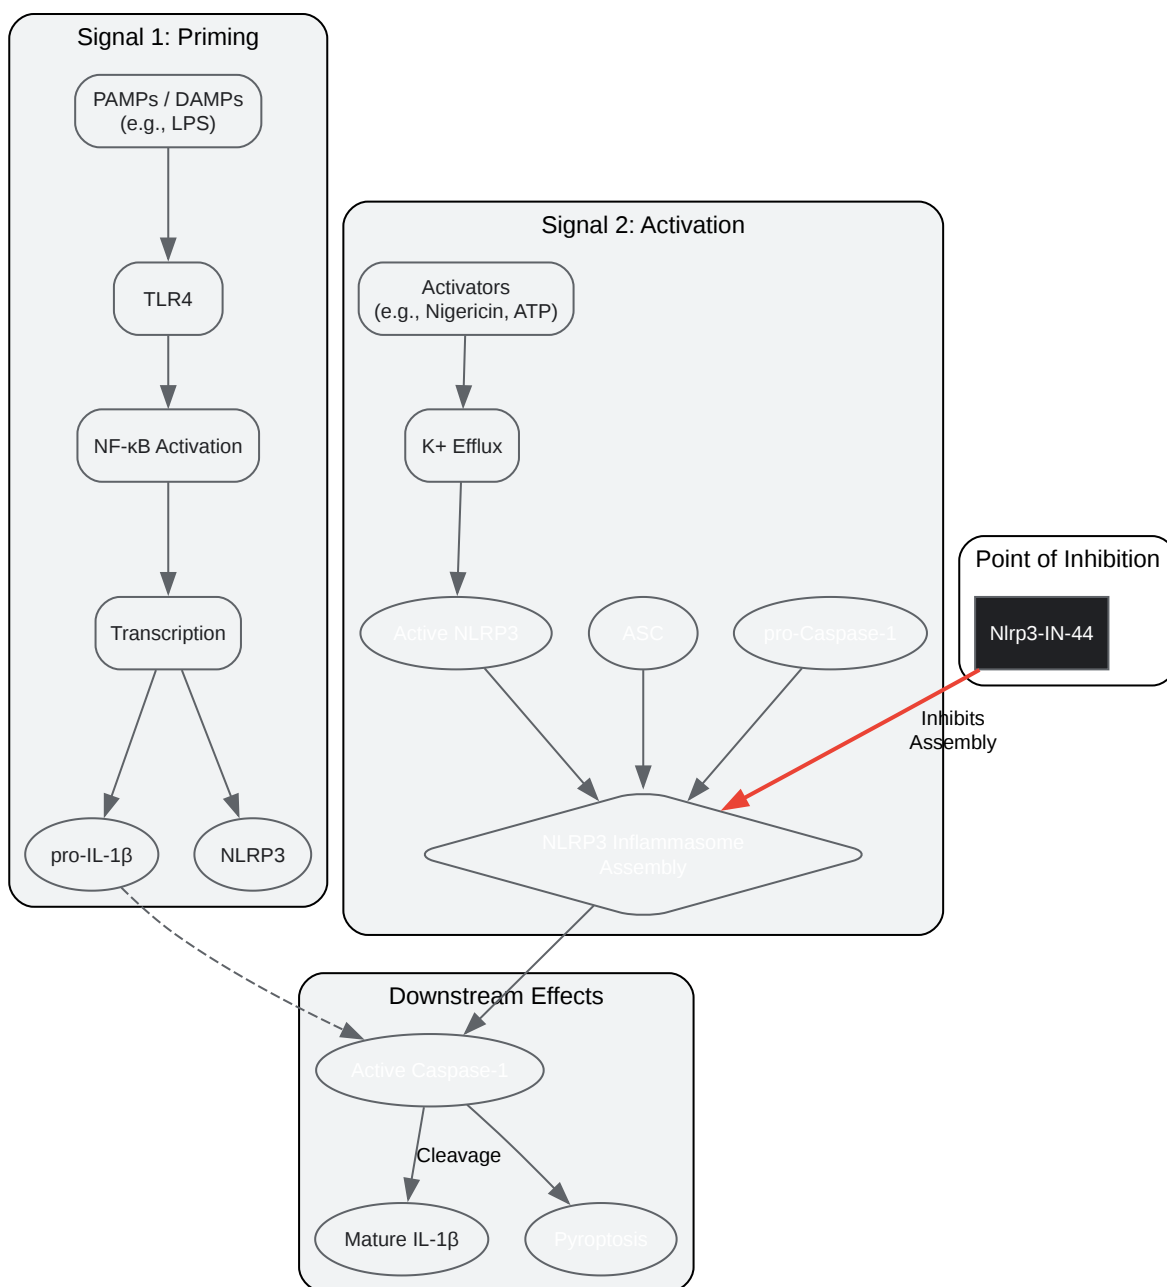 Signal 1: Priming
PAMPs / DAMPs
(e.g., LPS)
TLR4
NF-κB Activation
Transcription
pro-IL-1β
NLRP3
Signal 2: Activation
Activators
(e.g., Nigericin, ATP)
K+ Efflux
Active NLRP3
ASC
pro-Caspase-1
NLRP3 Inflammasome
Assembly
Point of Inhibition
Nlrp3-IN-44
Inhibits
Assembly
Downstream Effects
Active Caspase-1
Cleavage
Mature IL-1β
Pyroptosis